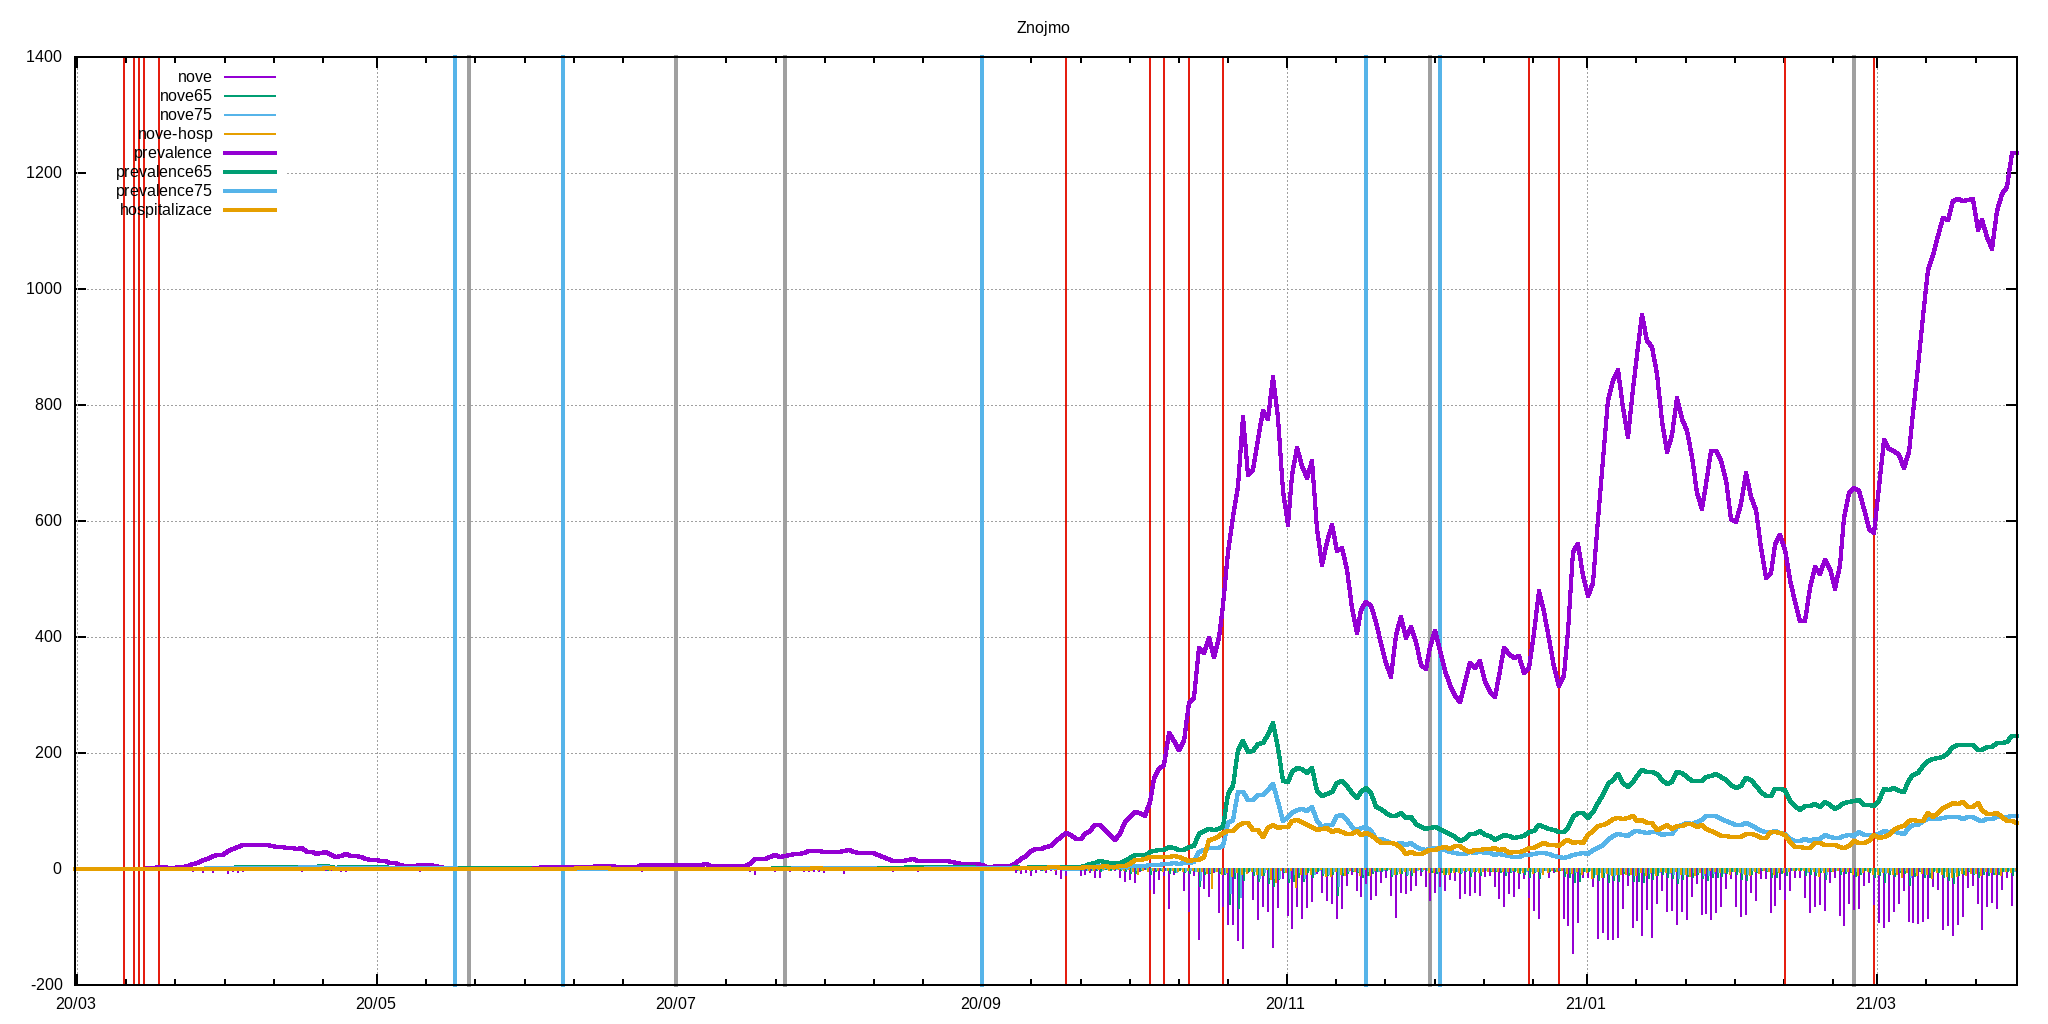 Znojmo
1400
1200
1000
800
600
400
200
0
-200
nove
nove65
nove75
nove-hosp
prevalence
prevalence65
prevalence75
hospitalizace
20/03
20/05
20/07
20/09
20/11
21/01
21/03